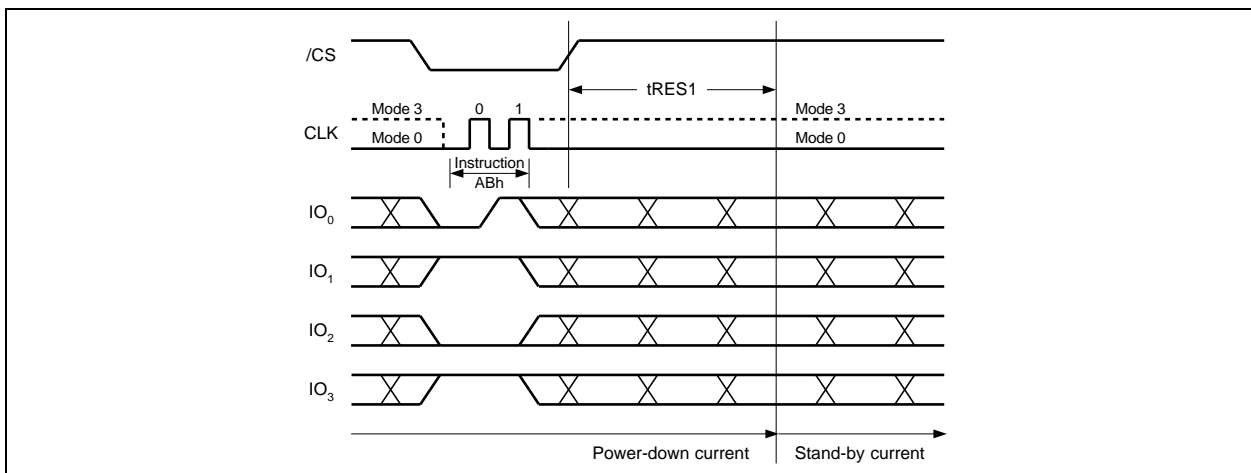 /CS
tRES1
Mode 3 0 1 Mode 3
CLK
Mode 0 Mode 0
Instruction
ABh
IO0
IO1
IO2
IO3
Power-down current Stand-by current